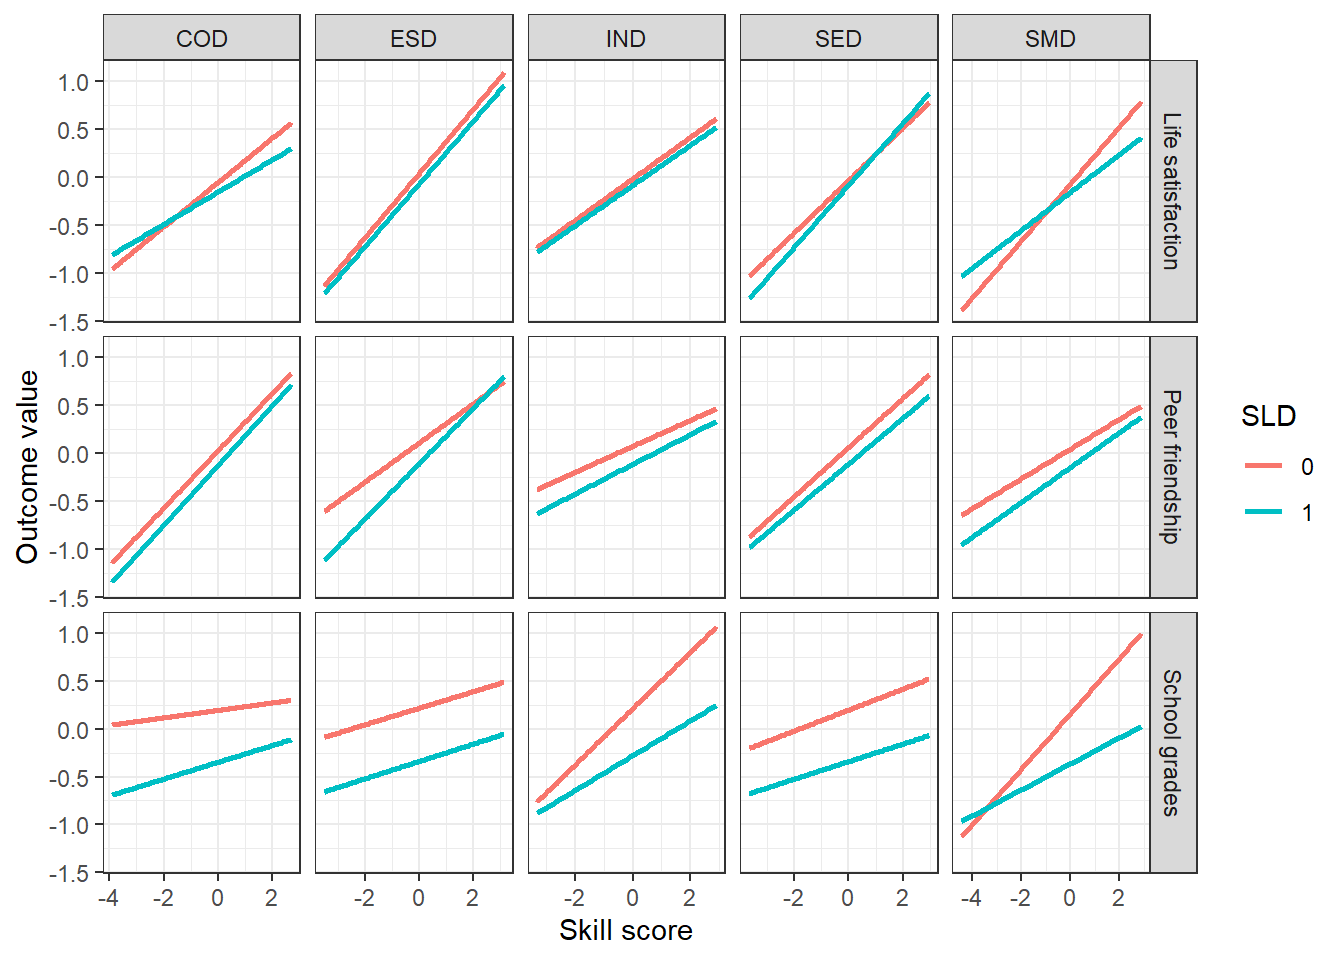 COD ESD IND SED SMD
1.0
0.5
0.0
-0.5
-1.0
-1.5
Life satisfaction
1.0
0.5
0.0
-0.5
-1.0
-1.5
Peer friendship
1.0
0.5
0.0
-0.5
-1.0
-1.5
School grades
Outcome value
-4 -2 0 2 -2 0 2 -2 0 2 -2 0 2 -4 -2 0 2
Skill score
SLD
0
1